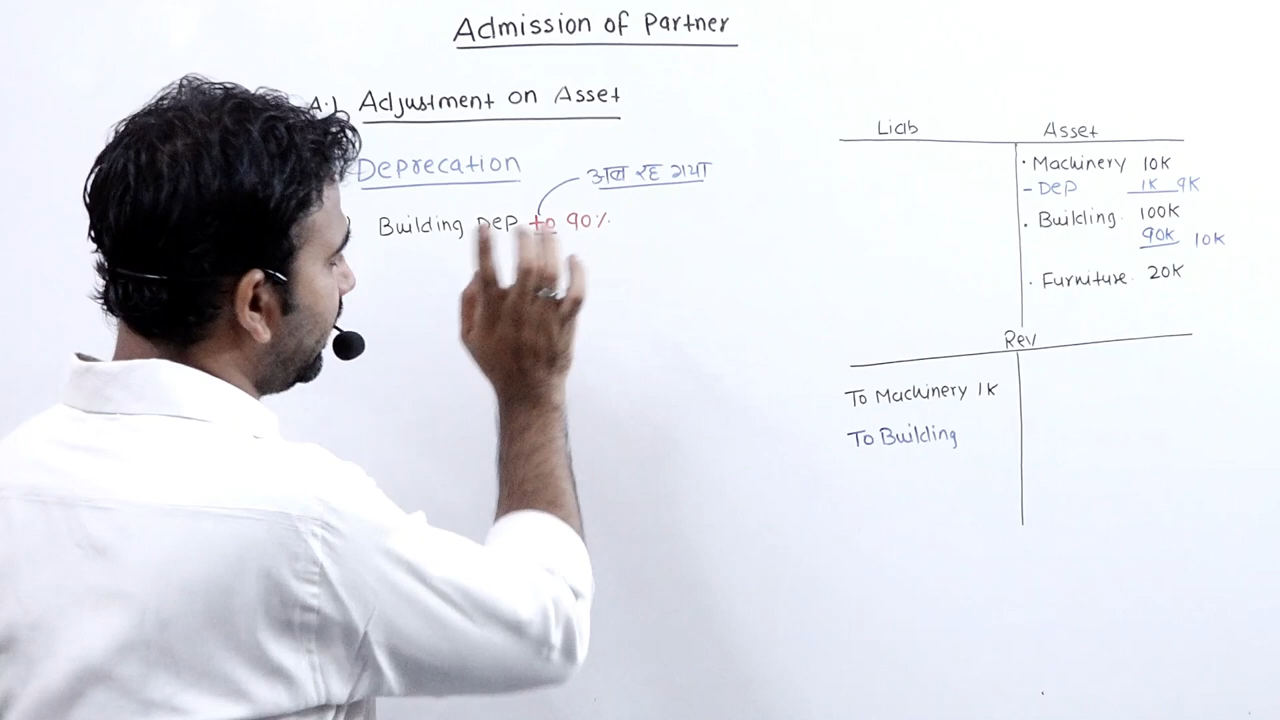 Admission of Partner
A.) Adjustment on Asset
Deprecation
अब रह गया
Building Dep to 90%.
Liab Asset
· Machinery 10K
- Dep 1K 9K
· Building. 100K
90K 10K
· Furniture. 20K
Rev
To Machinery 1K
To Building